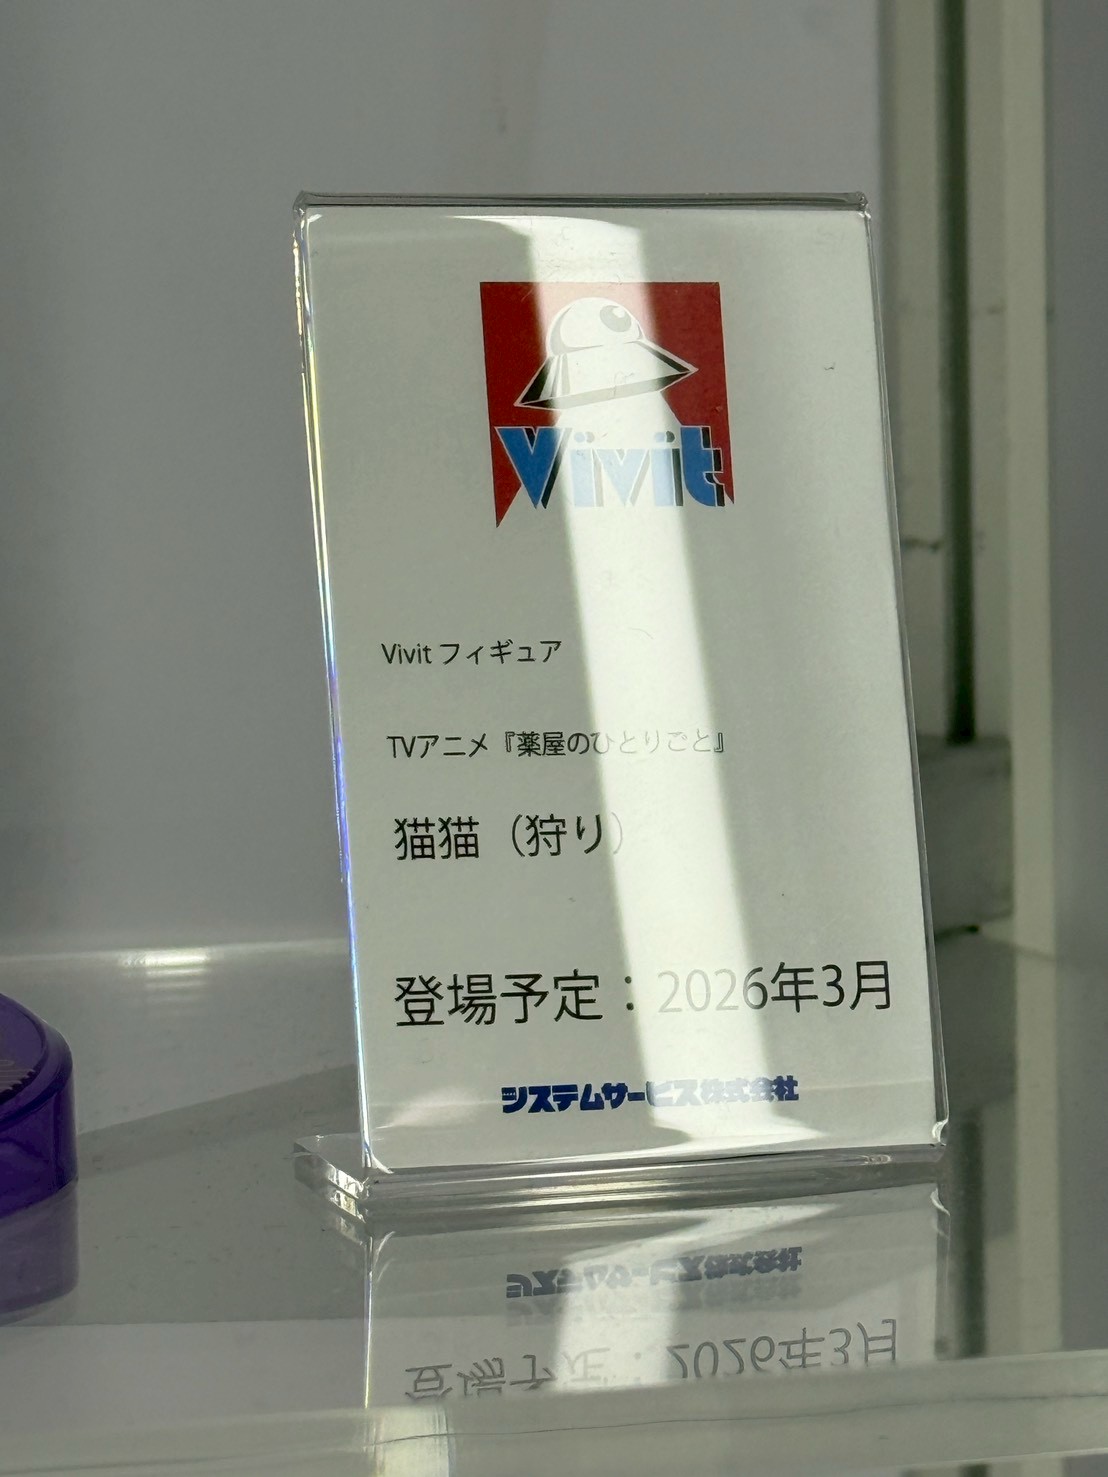 Vivit
Vivit フィギュア
TVアニメ『薬屋のひとりごと』
猫猫（狩り）
登場予定：2026年3月
システムサービス株式会社